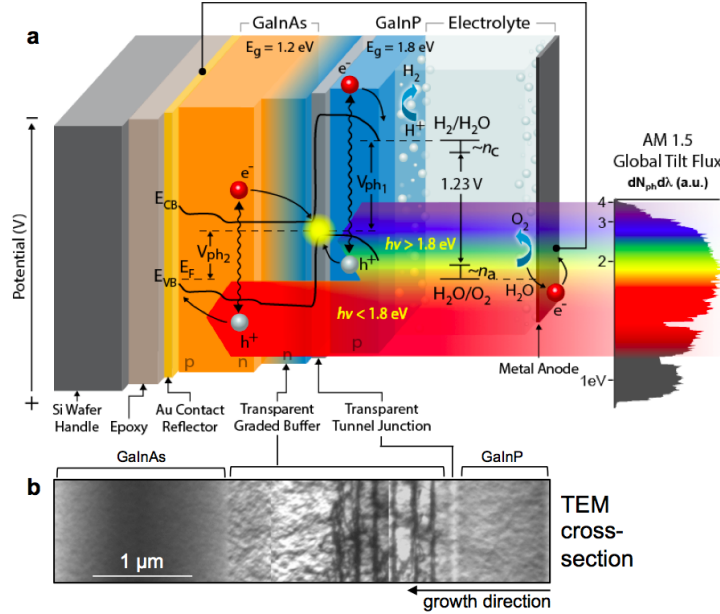 a
GaInAs
E_g = 1.2 eV
GaInP
E_g = 1.8 eV
Electrolyte
e⁻
H₂
H⁺
H₂/H₂O
~n_c
V_ph1
1.23 V
e⁻
E_CB
V_ph2
E_F
E_VB
h⁺
hν > 1.8 eV
h⁺
O₂
~n_a
H₂O/O₂
H₂O
e⁻
hν < 1.8 eV
p
n
n
p
Potential (V)
−
+
AM 1.5
Global Tilt Flux
dN_ph dλ (a.u.)
4
3
2
1eV
Metal Anode
Si Wafer
Handle
Epoxy
Au Contact
Reflector
Transparent
Graded Buffer
Transparent
Tunnel Junction
GaInAs
GaInP
b
1 µm
TEM
cross-
section
growth direction